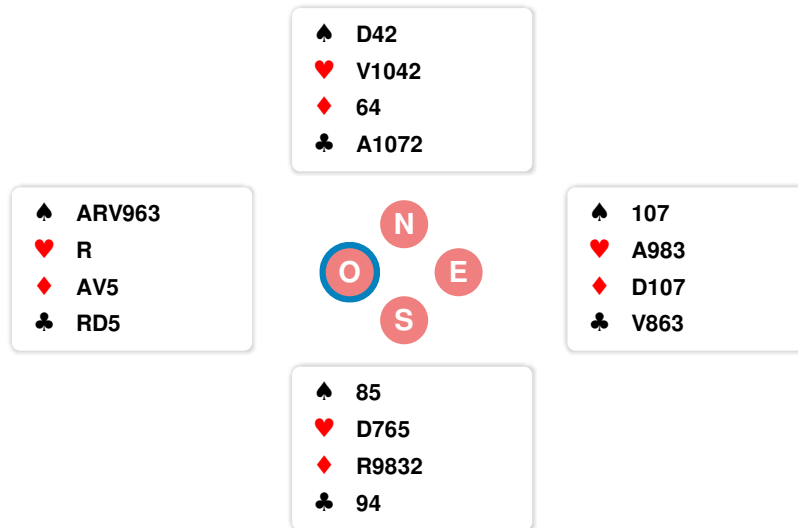 ♠ D42
♥ V1042
♦ 64
♣ A1072
♠ ARV963
♥ R
♦ AV5
♣ RD5
N
O E
S
♠ 107
♥ A983
♦ D107
♣ V863
♠ 85
♥ D765
♦ R9832
♣ 94